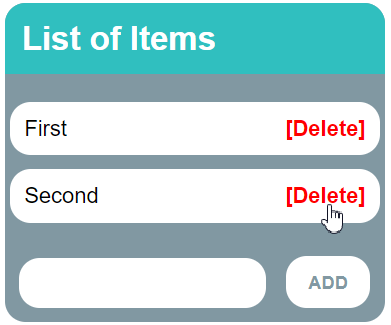 List of Items
First [Delete]
Second [Delete]
ADD